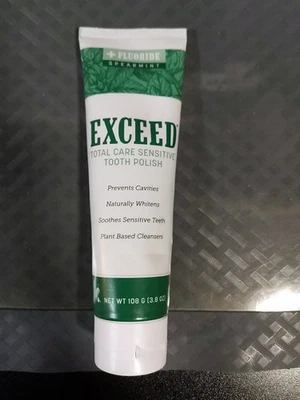 + FLUORIDE
SPEARMINT
EXCEED
TOTAL CARE SENSITIVE
TOOTH POLISH
Prevents Cavities
Naturally Whitens
Soothes Sensitive Teeth
Plant Based Cleansers
NET WT 108 G (3.8 OZ)